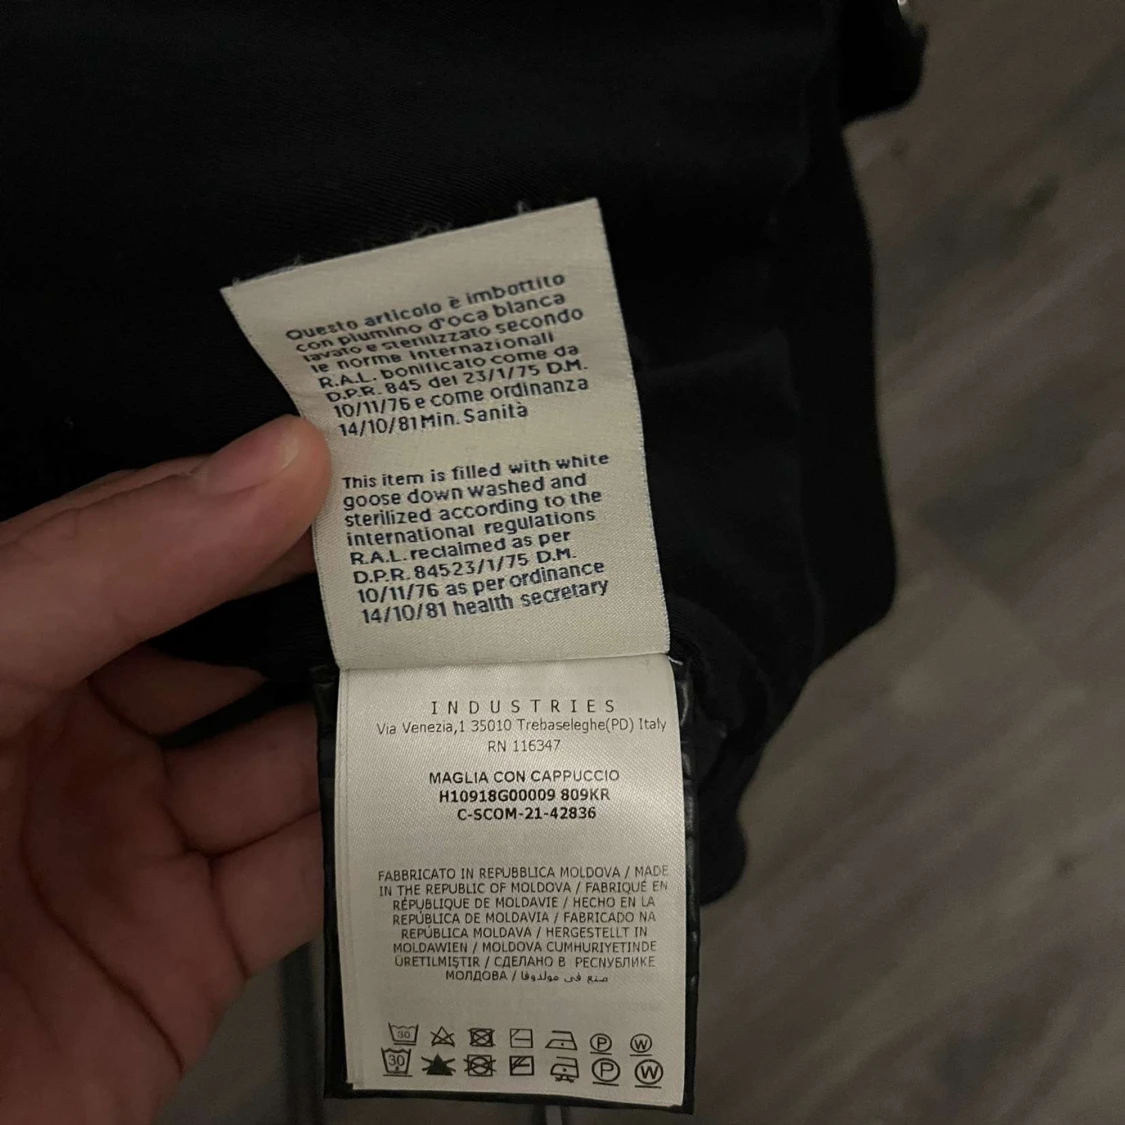 Questo articolo è imbottito
con piumino d'oca blanca
lavato e sterilizzato secondo
le norme internazionali
R.A.L. bonificato come da
D.P.R. 845 del 23/1/75 D.M.
10/11/76 e come ordinanza
14/10/81 Min. Sanità
This item is filled with white
goose down washed and
sterilized according to the
international regulations
R.A.L. reclaimed as per
D.P.R. 84523/1/75 D.M.
10/11/76 as per ordinance
14/10/81 health secretary
INDUSTRIES
Via Venezia,1 35010 Trebaseleghe(PD) Italy
RN 116347
MAGLIA CON CAPPUCCIO
H10918G00009 809KR
C-SCOM-21-42836
FABBRICATO IN REPUBBLICA MOLDOVA / MADE
IN THE REPUBLIC OF MOLDOVA / FABRIQUÉ EN
RÉPUBLIQUE DE MOLDAVIE / HECHO EN LA
REPÚBLICA DE MOLDAVIA / FABRICADO NA
REPÚBLICA MOLDAVA / HERGESTELLT IN
MOLDAWIEN / MOLDOVA CUMHURIYETINDE
ÜRETILMIŞTIR / СДЕЛАНО В РЕСПУБЛИКЕ
МОЛДОВА / صنع في مولدوفا
30 P W
30 P W